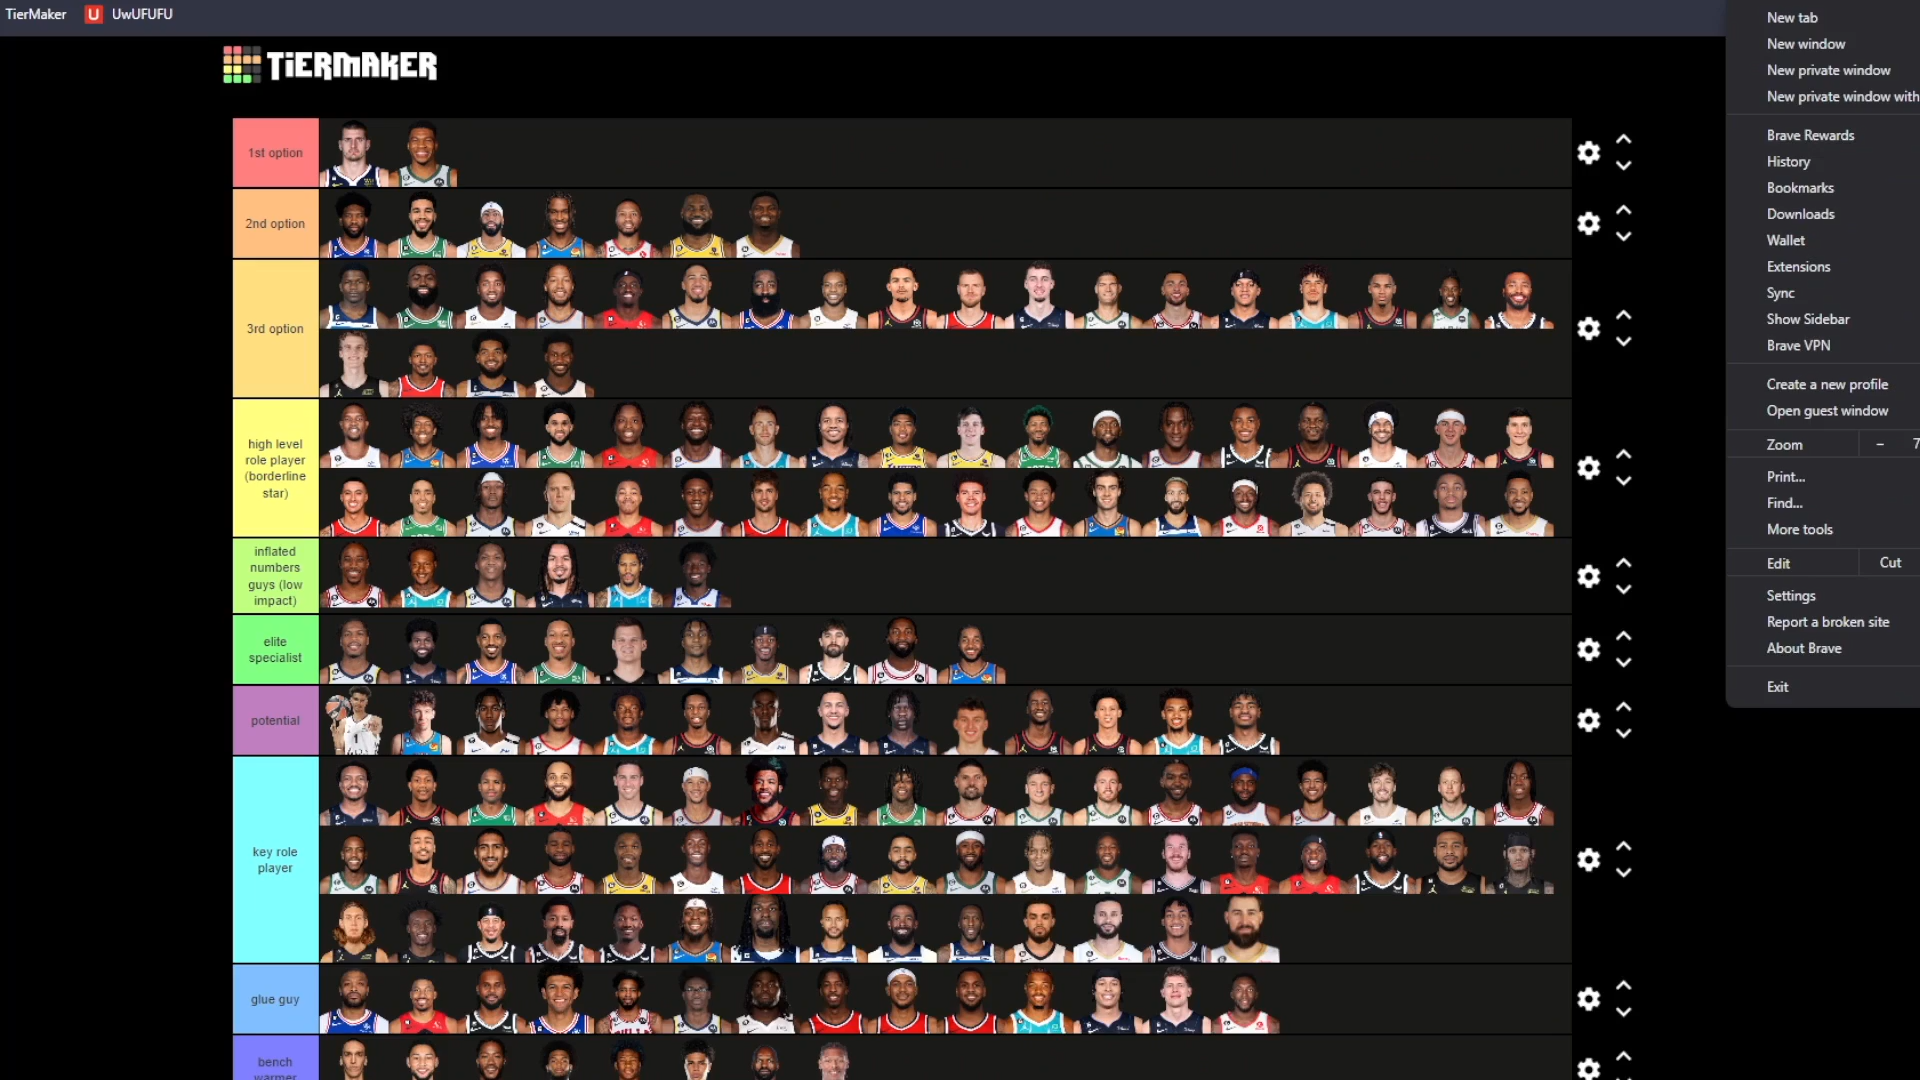 TierMaker
UwUFUFU
TiERMAKER
1st option
2nd option
3rd option
high level
role player
(borderline
star)
inflated
numbers
guys (low
impact)
elite
specialist
potential
key role
player
glue guy
bench
warmer
New tab
New window
New private window
New private window with
Brave Rewards
History
Bookmarks
Downloads
Wallet
Extensions
Sync
Show Sidebar
Brave VPN
Create a new profile
Open guest window
Zoom − 7
Print...
Find...
More tools
Edit Cut
Settings
Report a broken site
About Brave
Exit